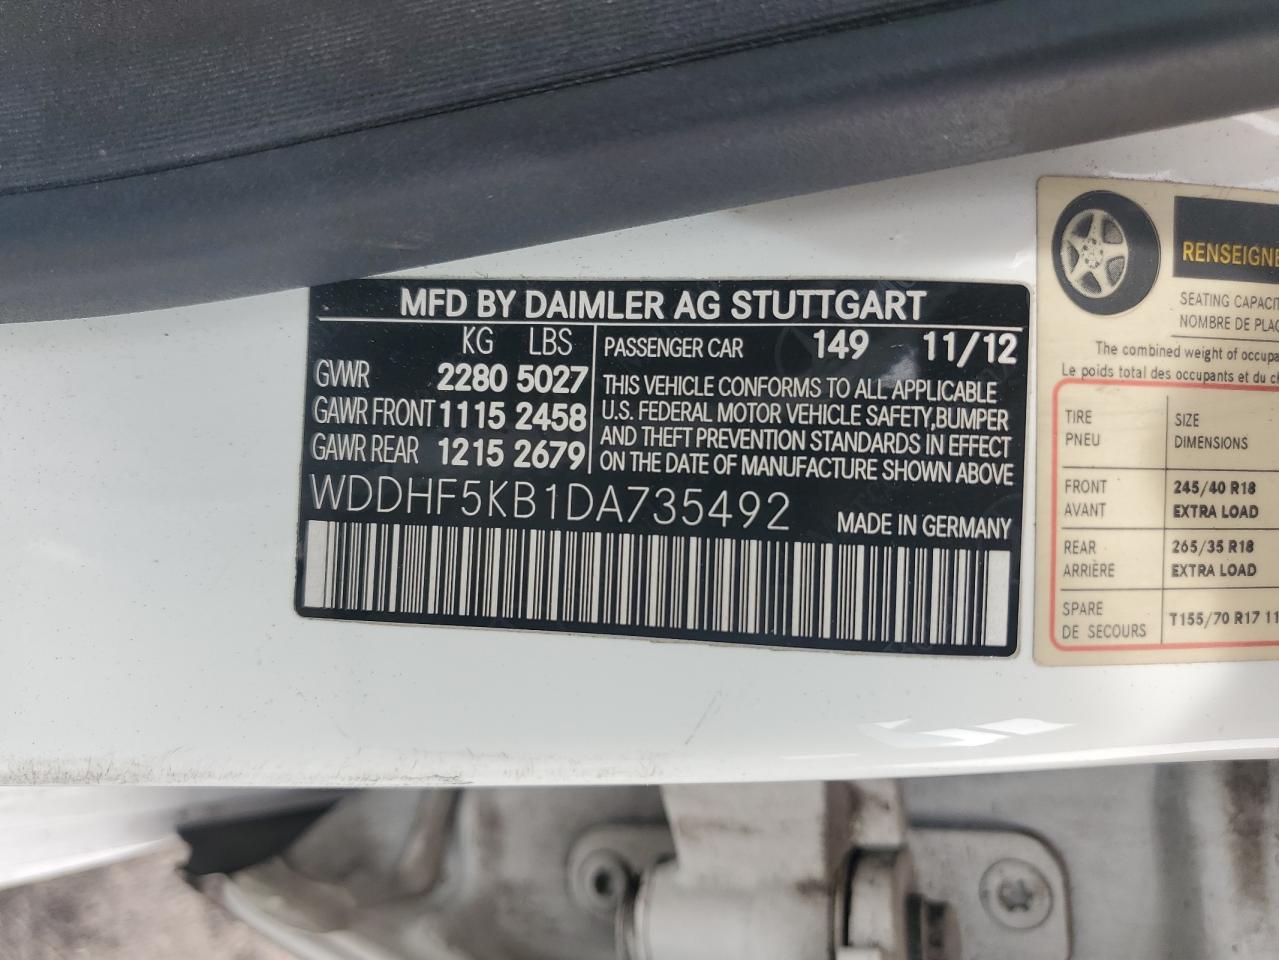 MFD BY DAIMLER AG STUTTGART
KG LBS
GVWR 2280 5027
GAWR FRONT 1115 2458
GAWR REAR 1215 2679
PASSENGER CAR 149 11/12
THIS VEHICLE CONFORMS TO ALL APPLICABLE
U.S. FEDERAL MOTOR VEHICLE SAFETY,BUMPER
AND THEFT PREVENTION STANDARDS IN EFFECT
ON THE DATE OF MANUFACTURE SHOWN ABOVE
WDDHF5KB1DA735492
MADE IN GERMANY
SEATING
NOMBRE DE
The combined weight of
Le poids total des occupants et du
TIRE SIZE
PNEU DIMENSIONS
FRONT 245/40 R18
AVANT EXTRA LOAD
REAR 265/35 R18
ARRIÈRE EXTRA LOAD
SPARE
DE SECOURS
T155/70 R17